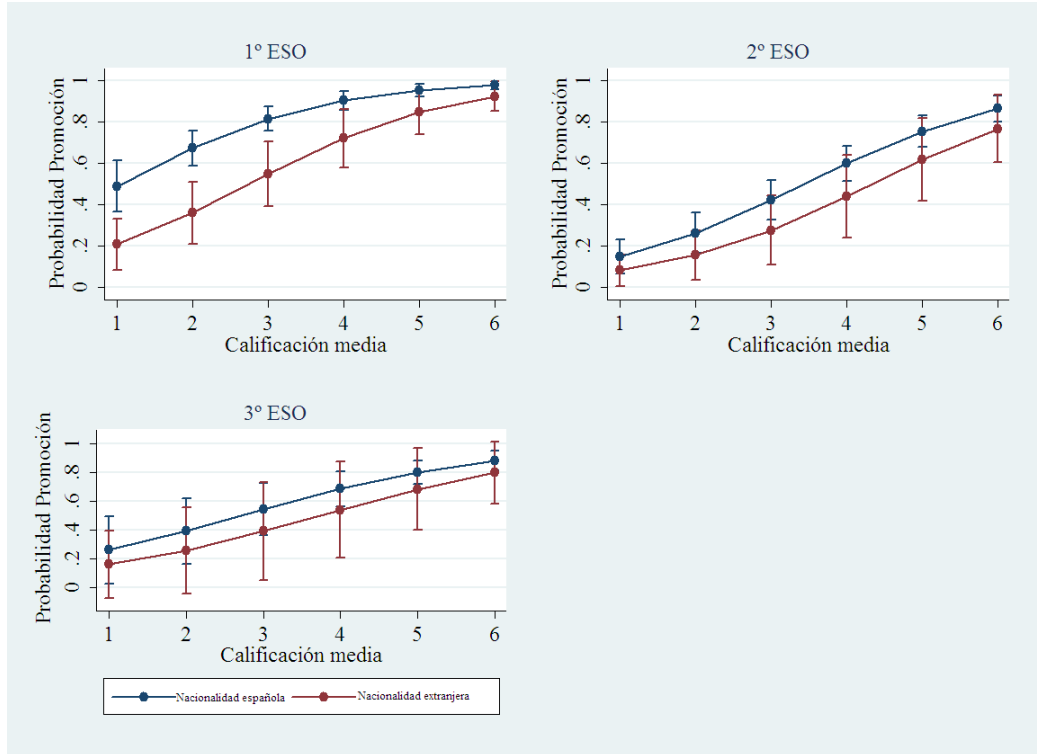 1º ESO
Probabilidad Promoción
0 .2 .4 .6 .8 1
1 2 3 4 5 6
Calificación media
2º ESO
Probabilidad Promoción
0 .2 .4 .6 .8 1
1 2 3 4 5 6
Calificación media
3º ESO
Probabilidad Promoción
0 .2 .4 .6 .8 1
1 2 3 4 5 6
Calificación media
Nacionalidad española Nacionalidad extranjera